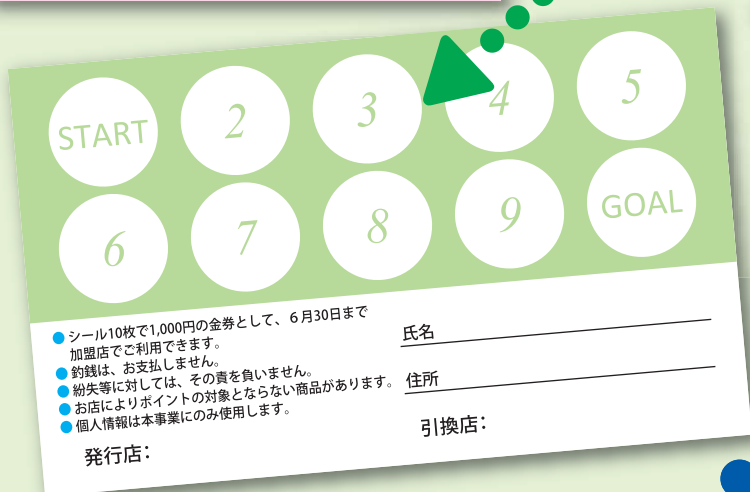 START 2 3 4 5
6 7 8 9 GOAL
●シール10枚で1,000円の金券として、６月30日まで
加盟店でご利用できます。
●釣銭は、お支払しません。
●紛失等に対しては、その責を負いません。
●お店によりポイントの対象とならない商品があります。
●個人情報は本事業にのみ使用します。
発行店：
氏名
住所
引換店：